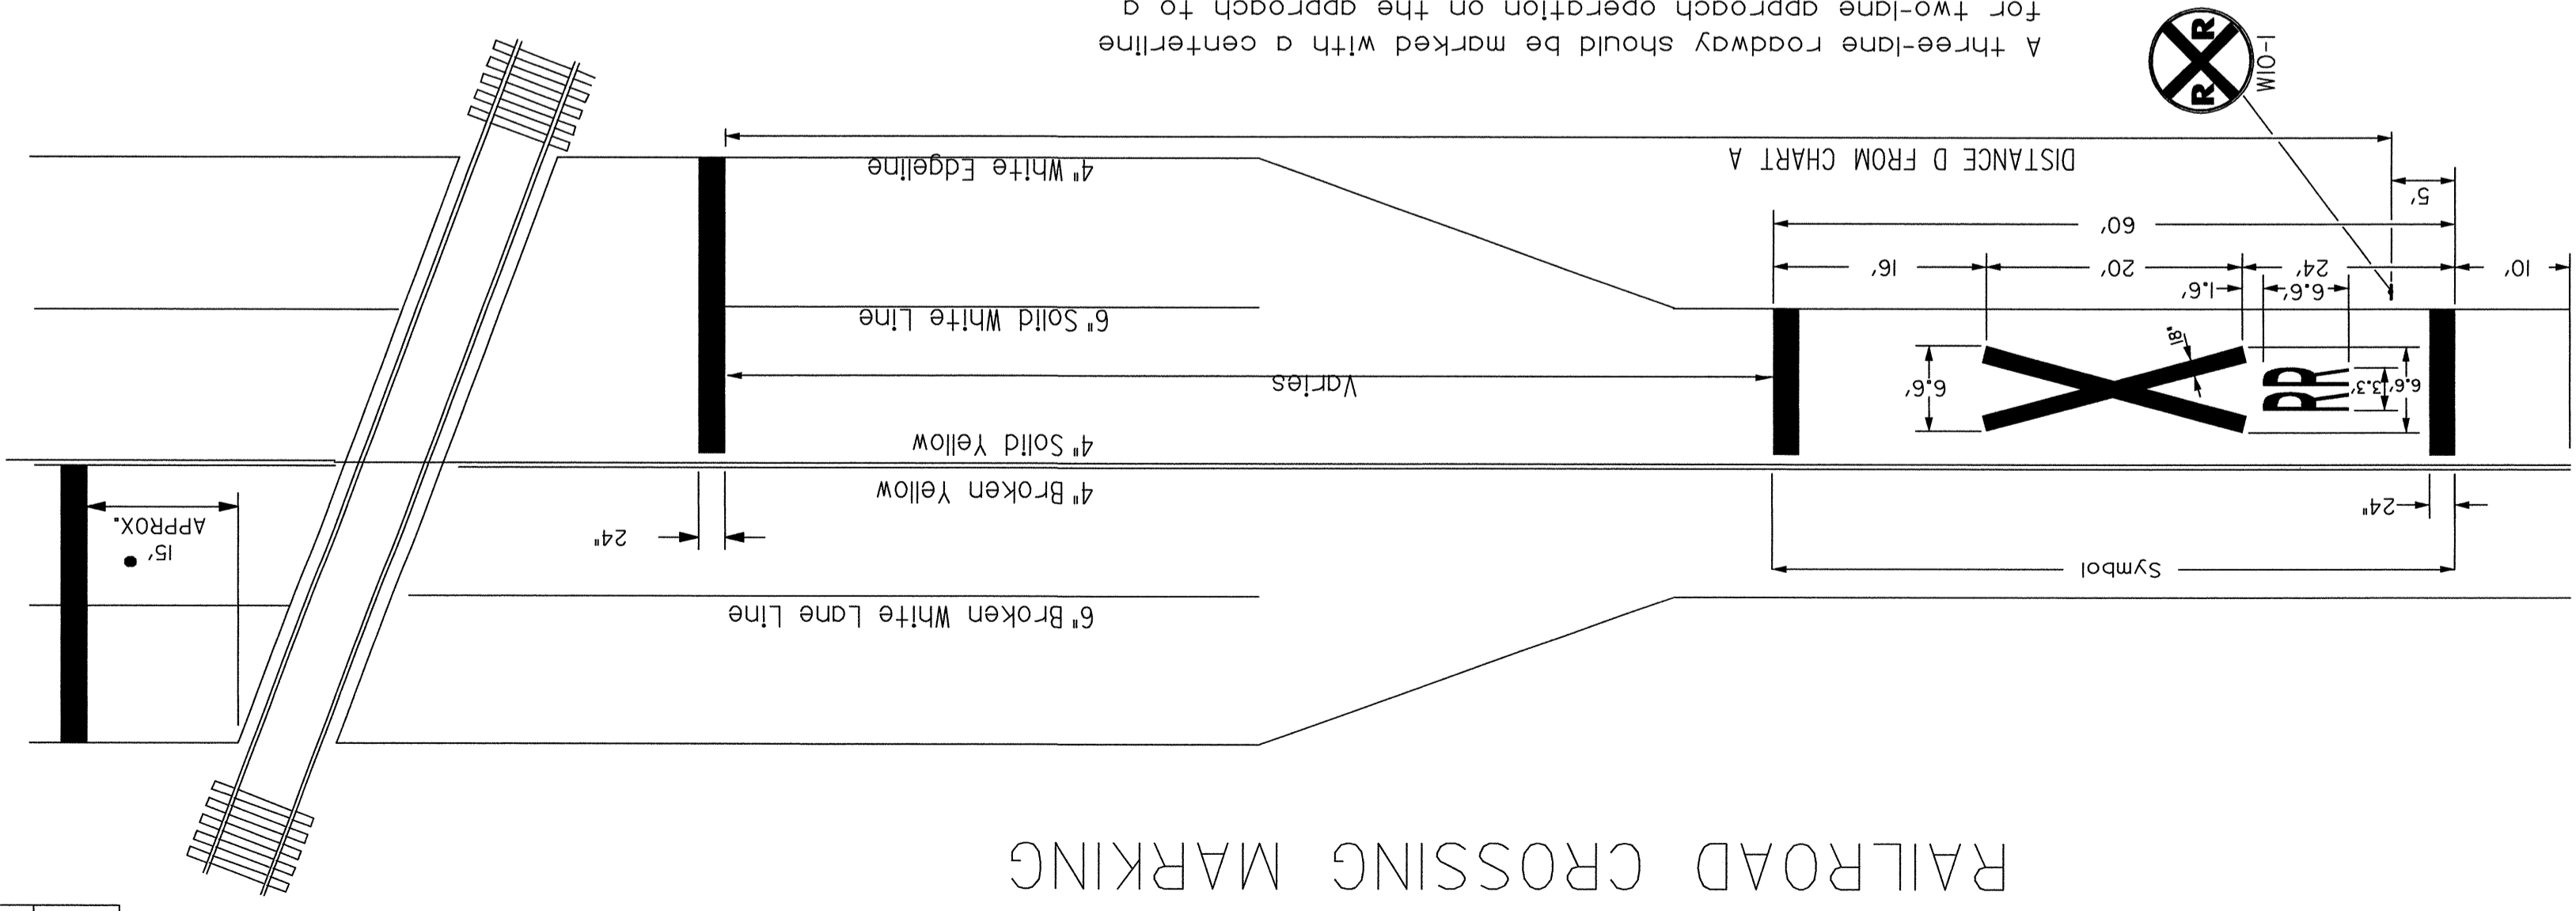 RAILROAD CROSSING MARKING
6" Broken White Lane Line
Symbol
15'
APPROX.
24"
24"
4" Broken Yellow
4" Solid Yellow
6.6'
3.3'
RR
6.6'
Varies
18"
6" Solid White Line
6.6'
1.6'
10'
24'
20'
16'
60'
5'
4" White Edgeline
DISTANCE D FROM CHART A
W10-1
R R
A three-lane roadway should be marked with a centerline
for two-lane approach operation on the approach to a